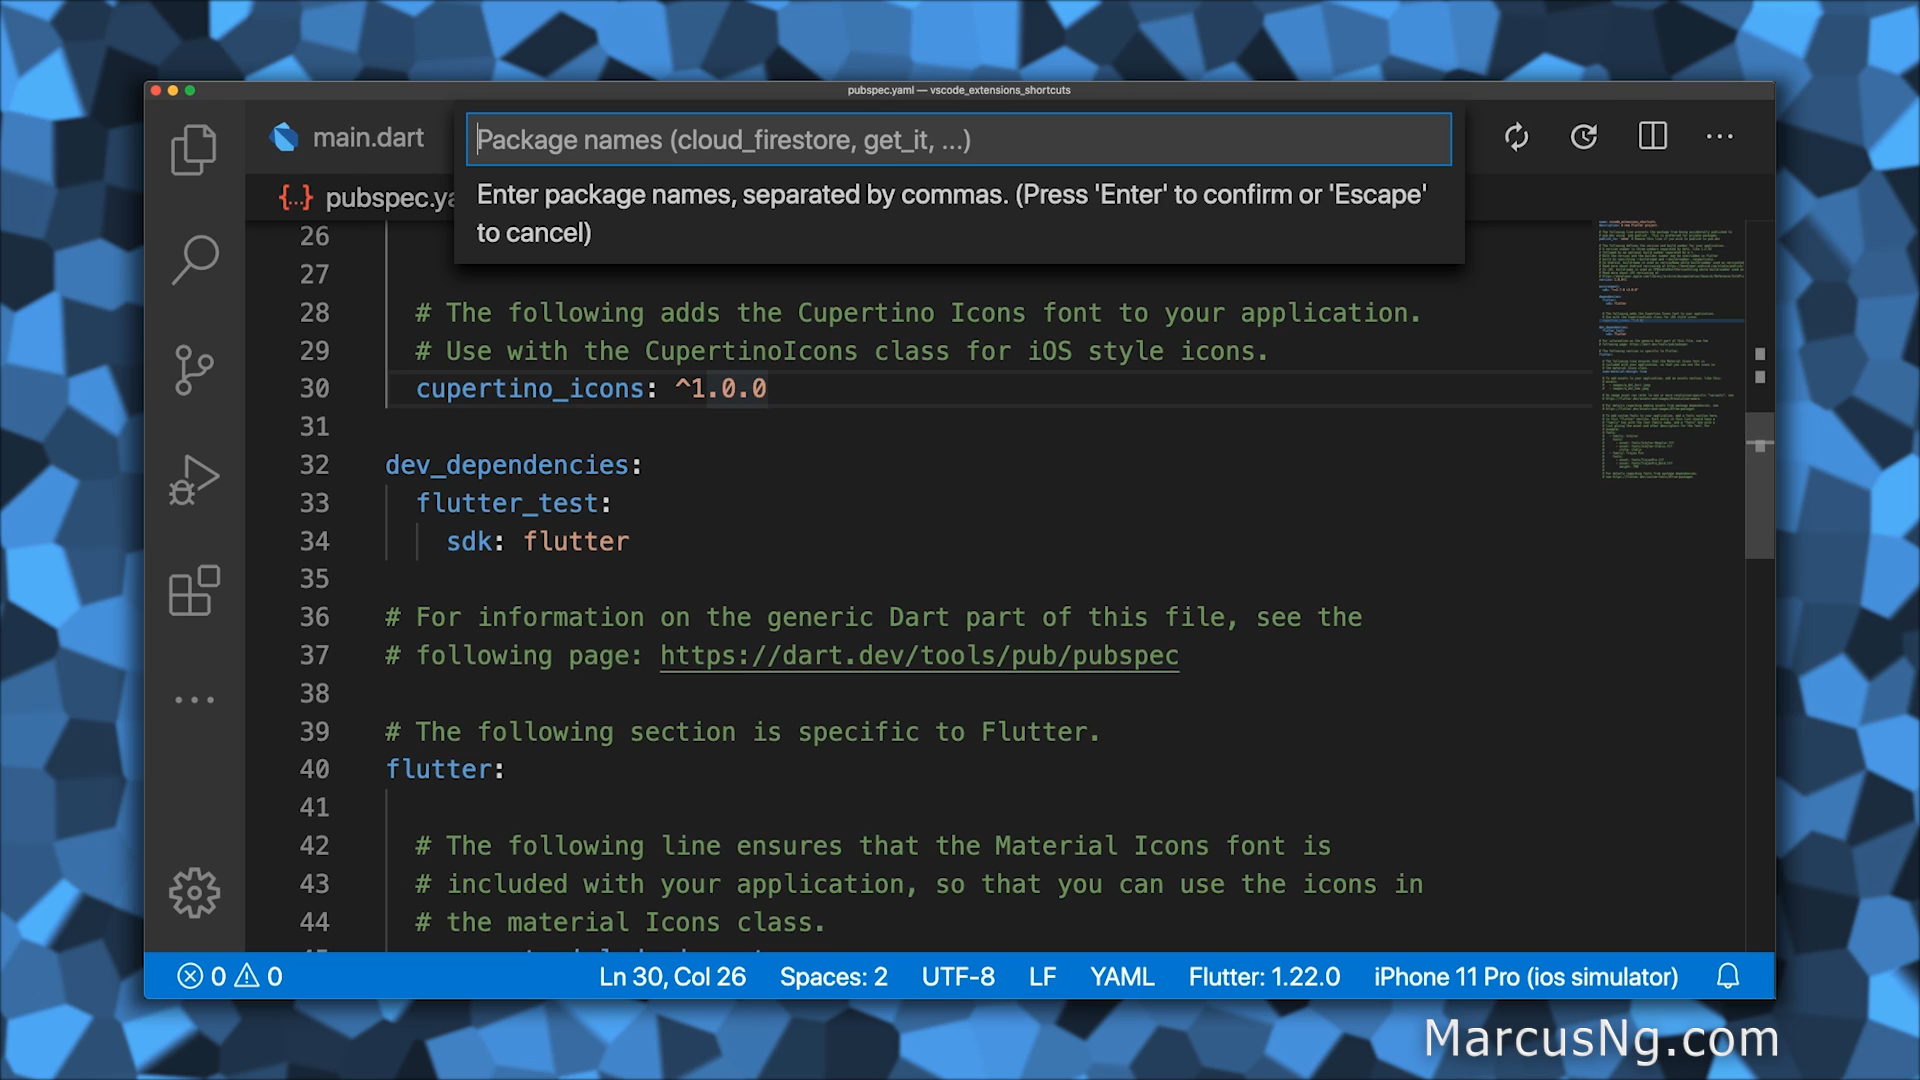 pubspec.yaml — vscode_extensions_shortcuts
main.dart
Package names (cloud_firestore, get_it, ...)
Enter package names, separated by commas. (Press 'Enter' to confirm or 'Escape'
to cancel)
{...} pubspec.ya
26
27
28 # The following adds the Cupertino Icons font to your application.
29 # Use with the CupertinoIcons class for iOS style icons.
30 cupertino_icons: ^1.0.0
31
32 dev_dependencies:
33 flutter_test:
34 sdk: flutter
35
36 # For information on the generic Dart part of this file, see the
37 # following page: https://dart.dev/tools/pub/pubspec
38
39 # The following section is specific to Flutter.
40 flutter:
41
42 # The following line ensures that the Material Icons font is
43 # included with your application, so that you can use the icons in
44 # the material Icons class.
0 0 Ln 30, Col 26 Spaces: 2 UTF-8 LF YAML Flutter: 1.22.0 iPhone 11 Pro (ios simulator)
MarcusNg.com